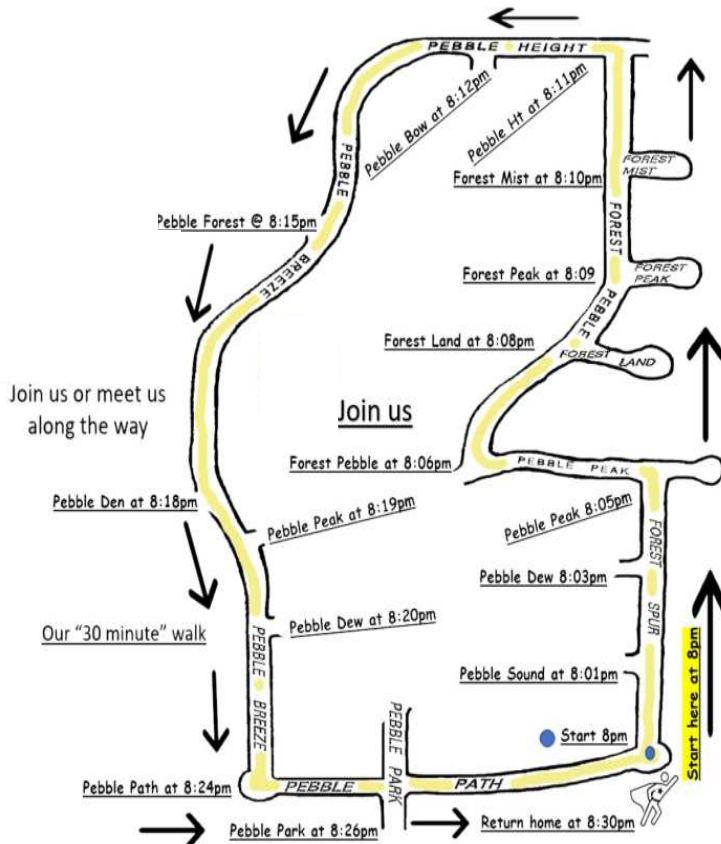 PEBBLE HEIGHT
Pebble Bow at 8:12pm
Pebble Ht at 8:11pm
FOREST
MIST
Forest Mist at 8:10pm
PEBBLE
FOREST
Pebble Forest @ 8:15pm
BREEZE
Forest Peak at 8:09
FOREST
PEAK
PEBBLE
Forest Land at 8:08pm
FOREST LAND
Join us or meet us
along the way
Join us
Forest Pebble at 8:06pm
PEBBLE PEAK
Pebble Den at 8:18pm
Pebble Peak at 8:19pm
Pebble Peak 8:05pm
FOREST
SPUR
Pebble Dew 8:03pm
Our "30 minute" walk
Pebble Dew at 8:20pm
PEBBLE
BREEZE
Pebble Sound at 8:01pm
Start here at 8pm
PEBBLE PARK
Start 8pm
Pebble Path at 8:24pm
PEBBLE
PATH
Pebble Park at 8:26pm
Return home at 8:30pm